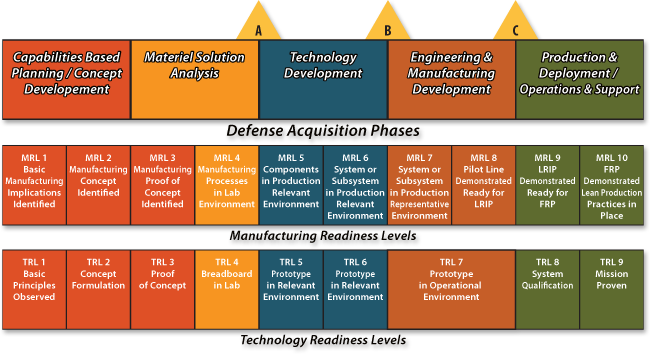 A
B
C
Capabilities Based
Planning / Concept
Developement
Materiel Solution
Analysis
Technology
Development
Engineering &
Manufacturing
Development
Production &
Deployment /
Operations & Support
Defense Acquisition Phases
MRL 1
Basic
Manufacturing
Implications
Identified
MRL 2
Manufacturing
Concept
Identified
MRL 3
Manufacturing
Proof of
Concept
Identified
MRL 4
Manufacturing
Processes
in Lab
Environment
MRL 5
Components
in Production
Relevant
Environment
MRL 6
System or
Subsystem
in Production
Relevant
Environment
MRL 7
System or
Subsystem
in Production
Representative
Environment
MRL 8
Pilot Line
Demonstrated
Ready for
LRIP
MRL 9
LRIP
Demonstrated
Ready for
FRP
MRL 10
FRP
Demonstrated
Lean Production
Practices in
Place
Manufacturing Readiness Levels
TRL 1
Basic
Principles
Observed
TRL 2
Concept
Formulation
TRL 3
Proof
of Concept
TRL 4
Breadboard
in Lab
TRL 5
Prototype
in Relevant
Environment
TRL 6
Prototype
in Relevant
Environment
TRL 7
Prototype
in Operational
Environment
TRL 8
System
Qualification
TRL 9
Mission
Proven
Technology Readiness Levels